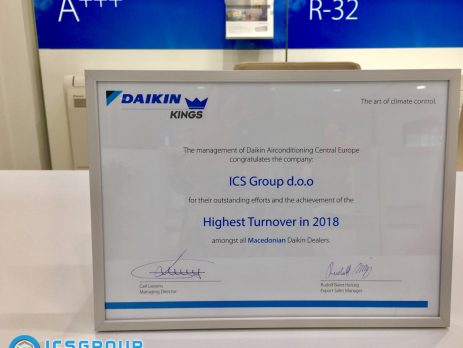 A+++
R-32
DAIKIN
KINGS
The art of climate control.
The management of Daikin Airconditioning Central Europe
congratulates the company:
ICS Group d.o.o
for their outstanding efforts and the achievement of the
Highest Turnover in 2018
amongst all Macedonian Daikin Dealers.
Managing Director
Export Sales Manager
ICSGROUP